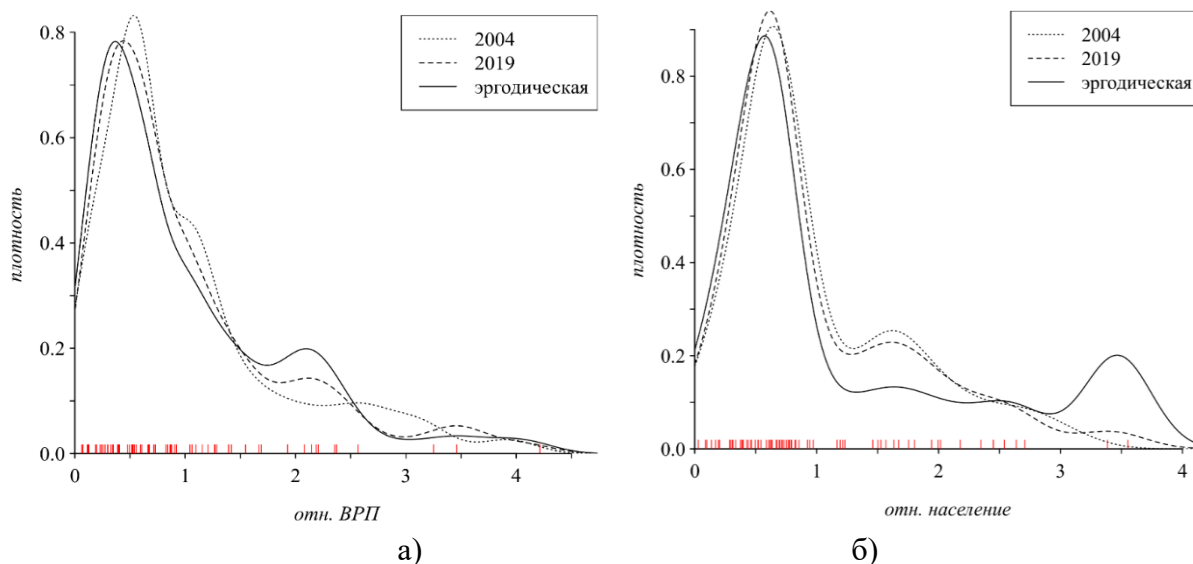 2004
2019
эргодическая
0.8
0.6
0.4
0.2
0.0
плотность
0 1 2 3 4
отн. ВРП
а)
2004
2019
эргодическая
0.8
0.6
0.4
0.2
0.0
плотность
0 1 2 3 4
отн. население
б)